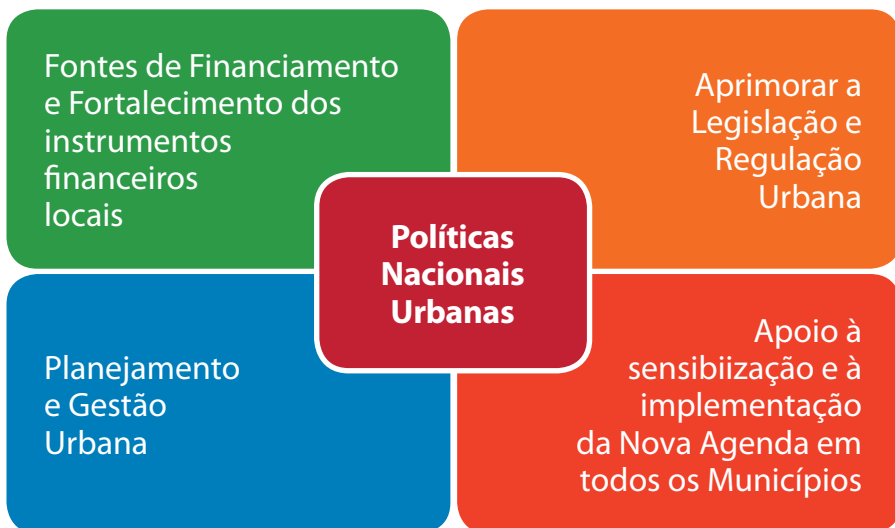 Fontes de Financiamento
e Fortalecimento dos
instrumentos
financeiros
locais
Aprimorar a
Legislação e
Regulação
Urbana
Políticas
Nacionais
Urbanas
Planejamento
e Gestão
Urbana
Apoio à
sensibiização e à
implementação
da Nova Agenda em
todos os Municípios